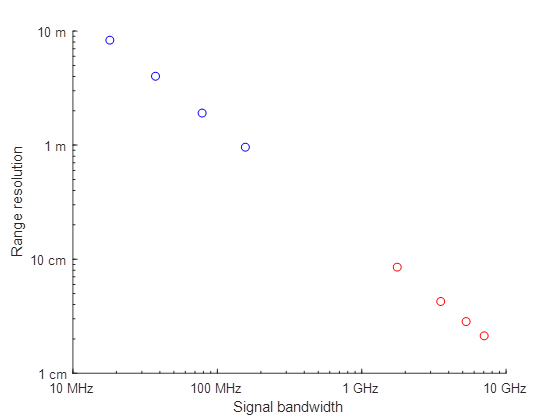 10 m
1 m
10 cm
1 cm
Range resolution
10 MHz
100 MHz
1 GHz
10 GHz
Signal bandwidth